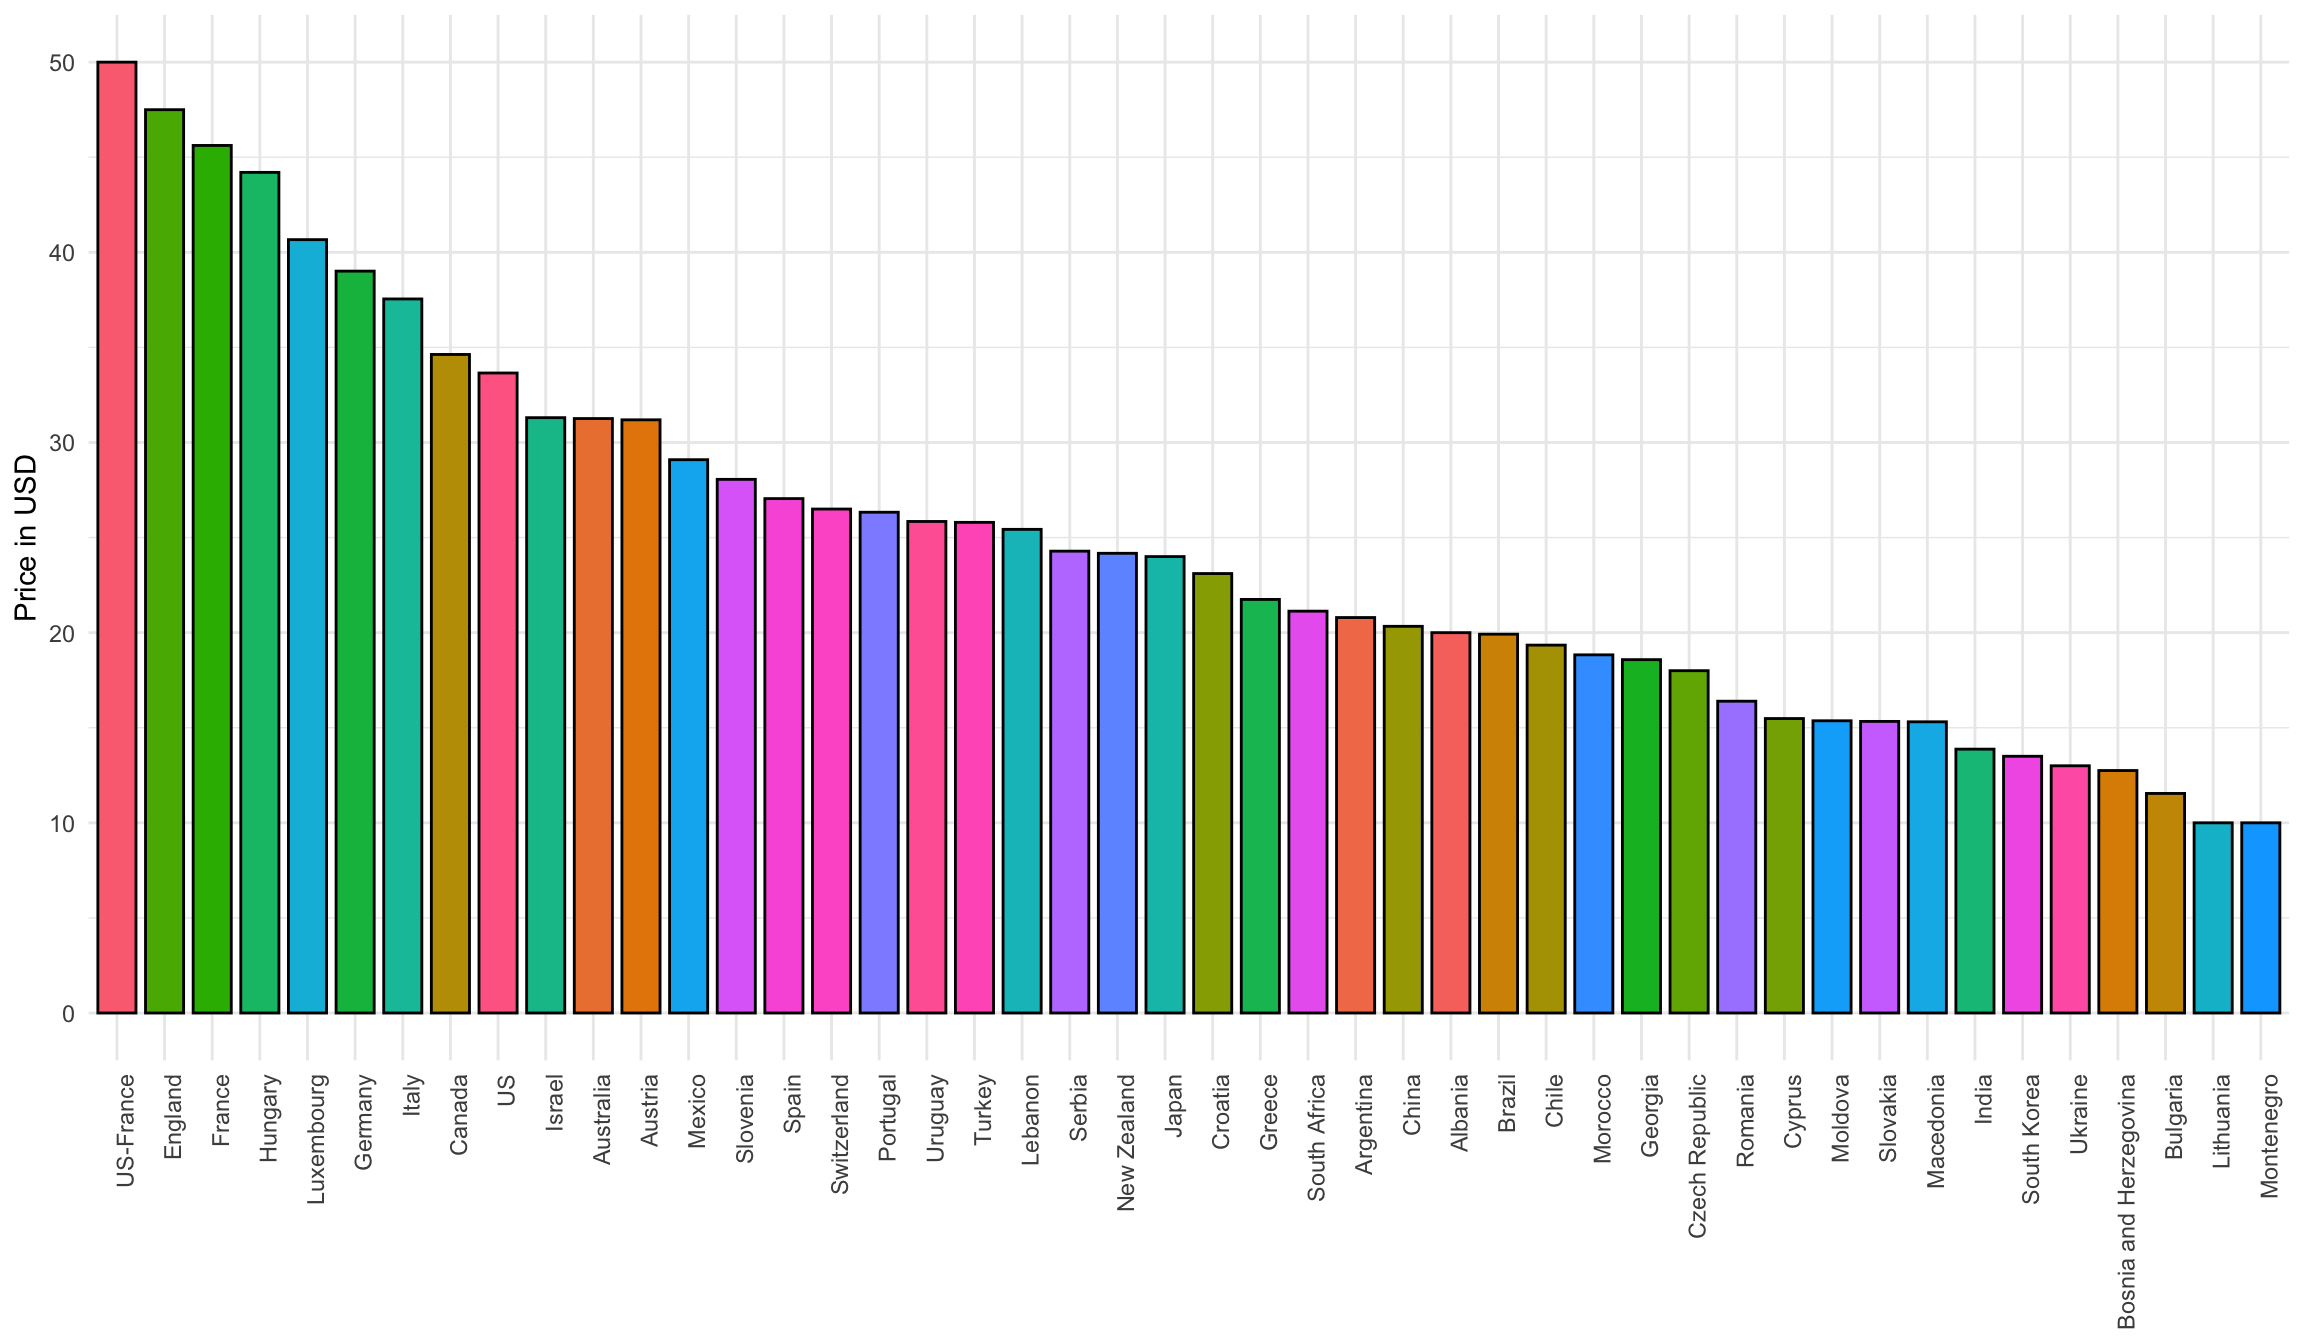 Price in USD
50
40
30
20
10
0
US-France
England
France
Hungary
Luxembourg
Germany
Italy
Canada
US
Israel
Australia
Austria
Mexico
Slovenia
Spain
Switzerland
Portugal
Uruguay
Turkey
Lebanon
Serbia
New Zealand
Japan
Croatia
Greece
South Africa
Argentina
China
Albania
Brazil
Chile
Morocco
Georgia
Czech Republic
Romania
Cyprus
Moldova
Slovakia
Macedonia
India
South Korea
Ukraine
Bosnia and Herzegovina
Bulgaria
Lithuania
Montenegro